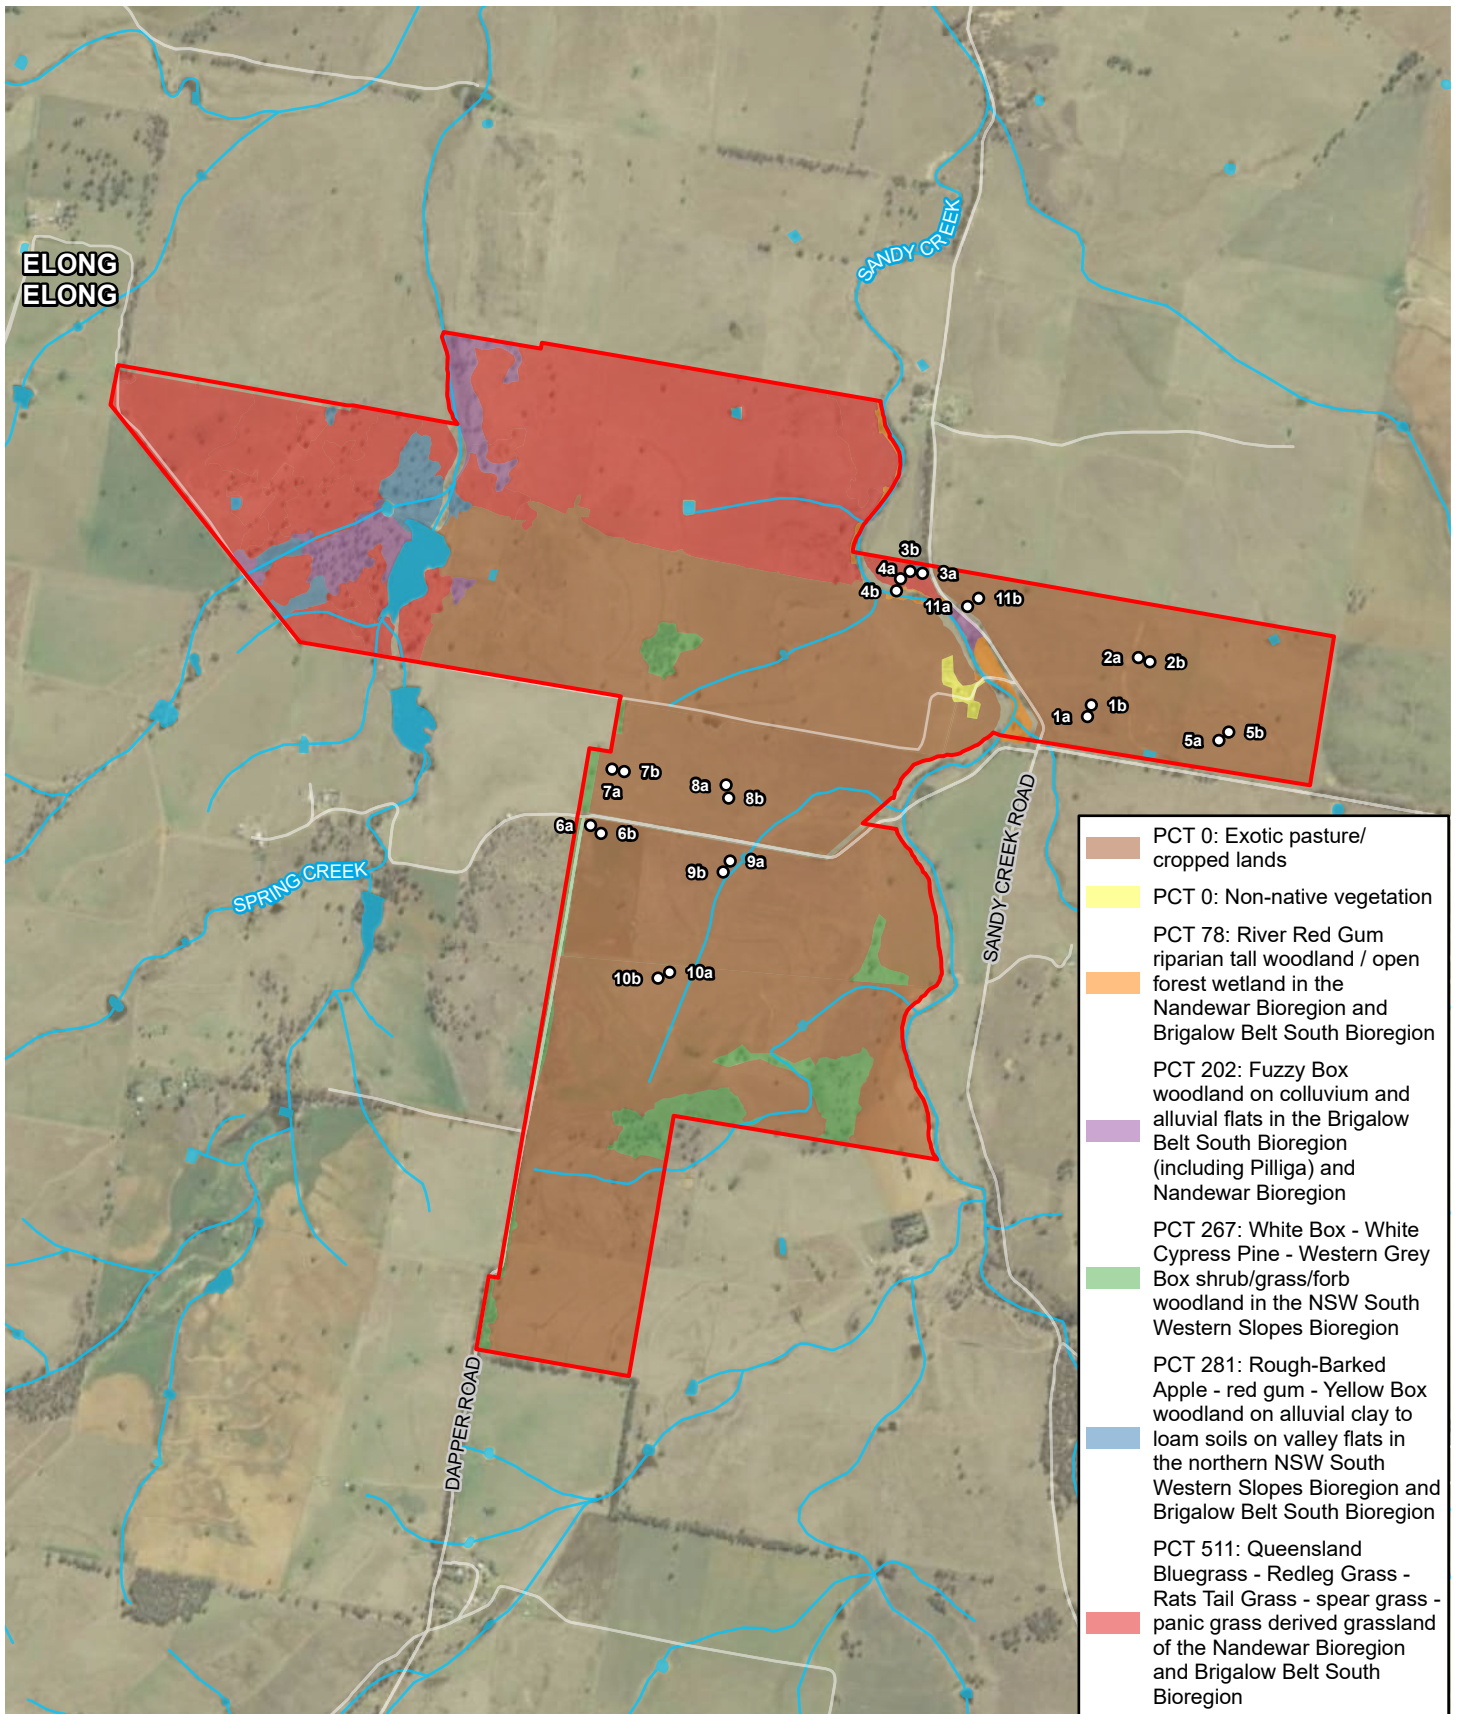 ELONG
ELONG
SANDY CREEK
3b
4a
3a
4b
11a
11b
2a
2b
1b
1a
5b
5a
7b
7a
8a
8b
6a
6b
9a
9b
10b
10a
SPRING CREEK
SANDY CREEK ROAD
DAPPER ROAD
PCT 0: Exotic pasture/
cropped lands
PCT 0: Non-native vegetation
PCT 78: River Red Gum
riparian tall woodland / open
forest wetland in the
Nandewar Bioregion and
Brigalow Belt South Bioregion
PCT 202: Fuzzy Box
woodland on colluvium and
alluvial flats in the Brigalow
Belt South Bioregion
(including Pilliga) and
Nandewar Bioregion
PCT 267: White Box - White
Cypress Pine - Western Grey
Box shrub/grass/forb
woodland in the NSW South
Western Slopes Bioregion
PCT 281: Rough-Barked
Apple - red gum - Yellow Box
woodland on alluvial clay to
loam soils on valley flats in
the northern NSW South
Western Slopes Bioregion and
Brigalow Belt South Bioregion
PCT 511: Queensland
Bluegrass - Redleg Grass -
Rats Tail Grass - spear grass -
panic grass derived grassland
of the Nandewar Bioregion
and Brigalow Belt South
Bioregion